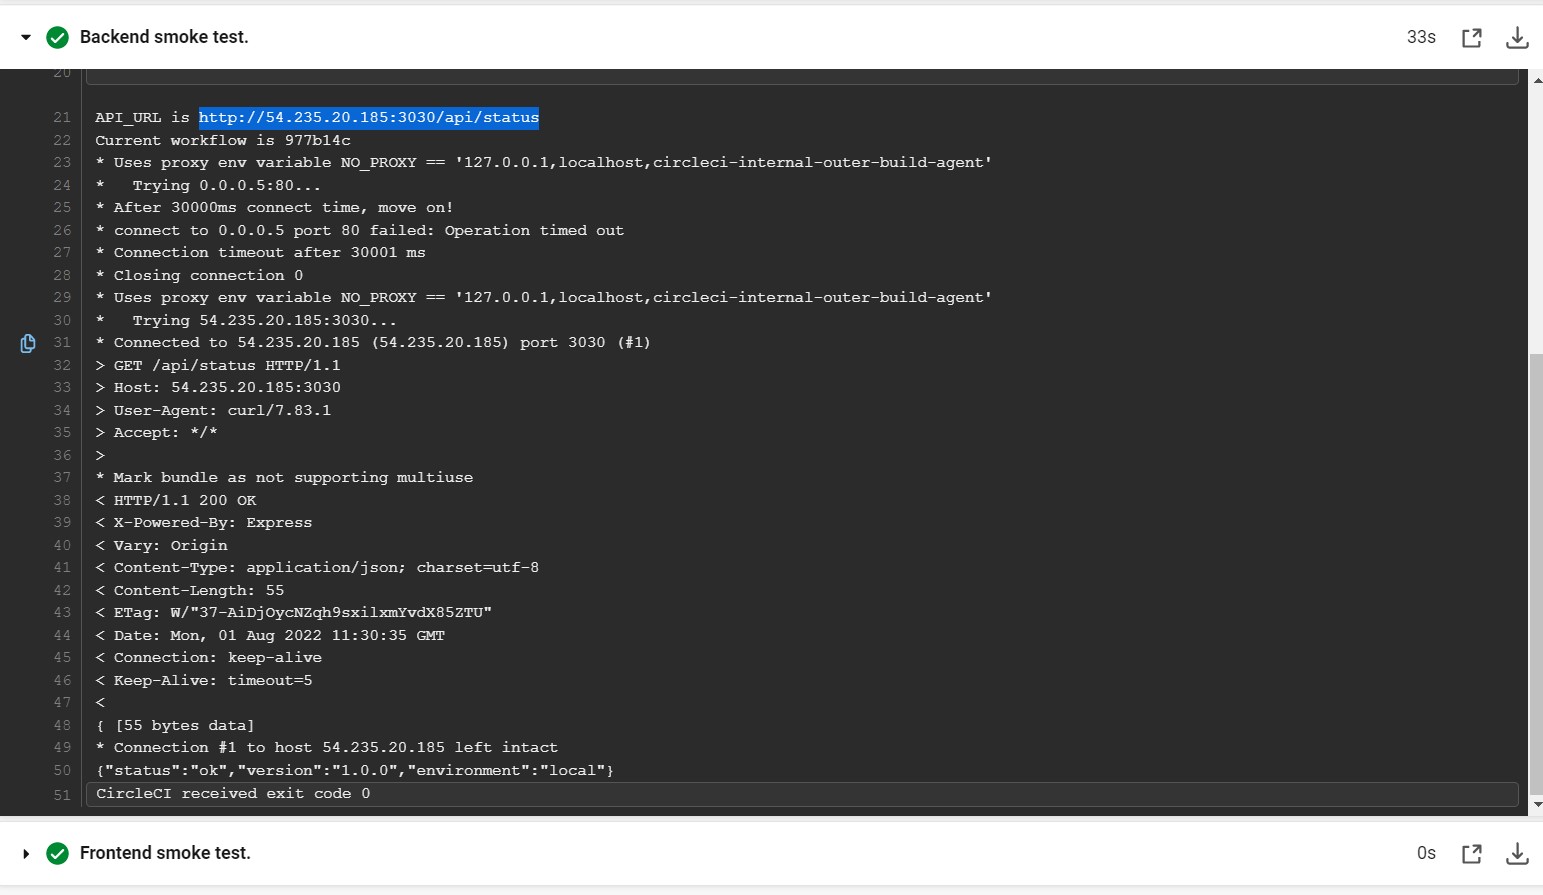 Backend smoke test.
33s
20
21 API_URL is http://54.235.20.185:3030/api/status
22 Current workflow is 977b14c
23 * Uses proxy env variable NO_PROXY == '127.0.0.1,localhost,circleci-internal-outer-build-agent'
24 *   Trying 0.0.0.5:80...
25 * After 30000ms connect time, move on!
26 * connect to 0.0.0.5 port 80 failed: Operation timed out
27 * Connection timeout after 30001 ms
28 * Closing connection 0
29 * Uses proxy env variable NO_PROXY == '127.0.0.1,localhost,circleci-internal-outer-build-agent'
30 *   Trying 54.235.20.185:3030...
31 * Connected to 54.235.20.185 (54.235.20.185) port 3030 (#1)
32 > GET /api/status HTTP/1.1
33 > Host: 54.235.20.185:3030
34 > User-Agent: curl/7.83.1
35 > Accept: */*
36 >
37 * Mark bundle as not supporting multiuse
38 < HTTP/1.1 200 OK
39 < X-Powered-By: Express
40 < Vary: Origin
41 < Content-Type: application/json; charset=utf-8
42 < Content-Length: 55
43 < ETag: W/"37-AiDjOycNZqh9sxilxmYvdX85ZTU"
44 < Date: Mon, 01 Aug 2022 11:30:35 GMT
45 < Connection: keep-alive
46 < Keep-Alive: timeout=5
47 <
48 { [55 bytes data]
49 * Connection #1 to host 54.235.20.185 left intact
50 {"status":"ok","version":"1.0.0","environment":"local"}
51 CircleCI received exit code 0
Frontend smoke test.
0s